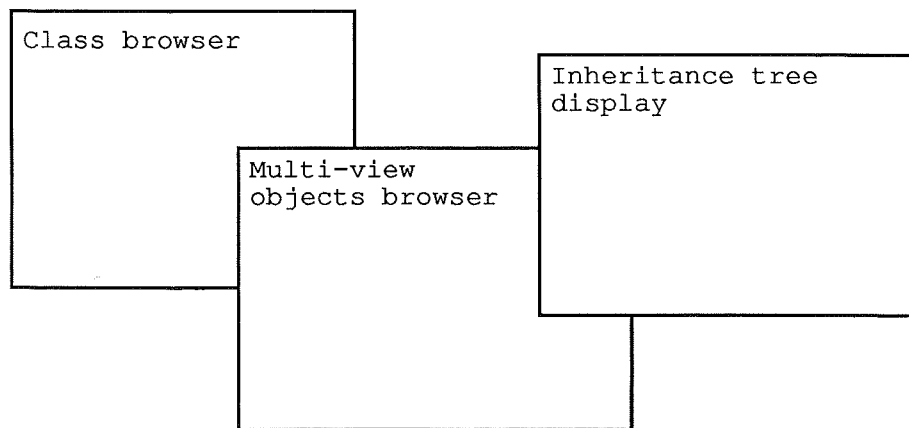 Class browser
Inheritance tree
display
Multi-view
objects browser